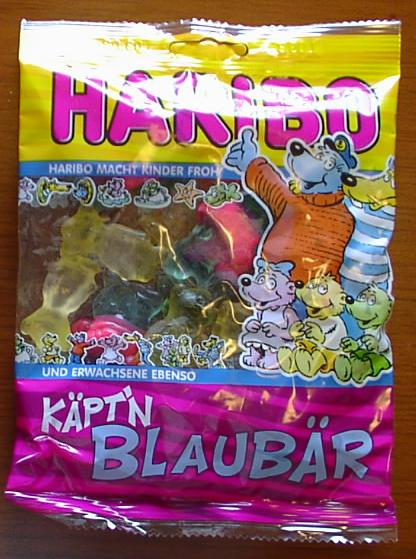 HARIBO
HARIBO MACHT KINDER FROH
UND ERWACHSENE EBENSO
KÄPT'N
BLAUBÄR